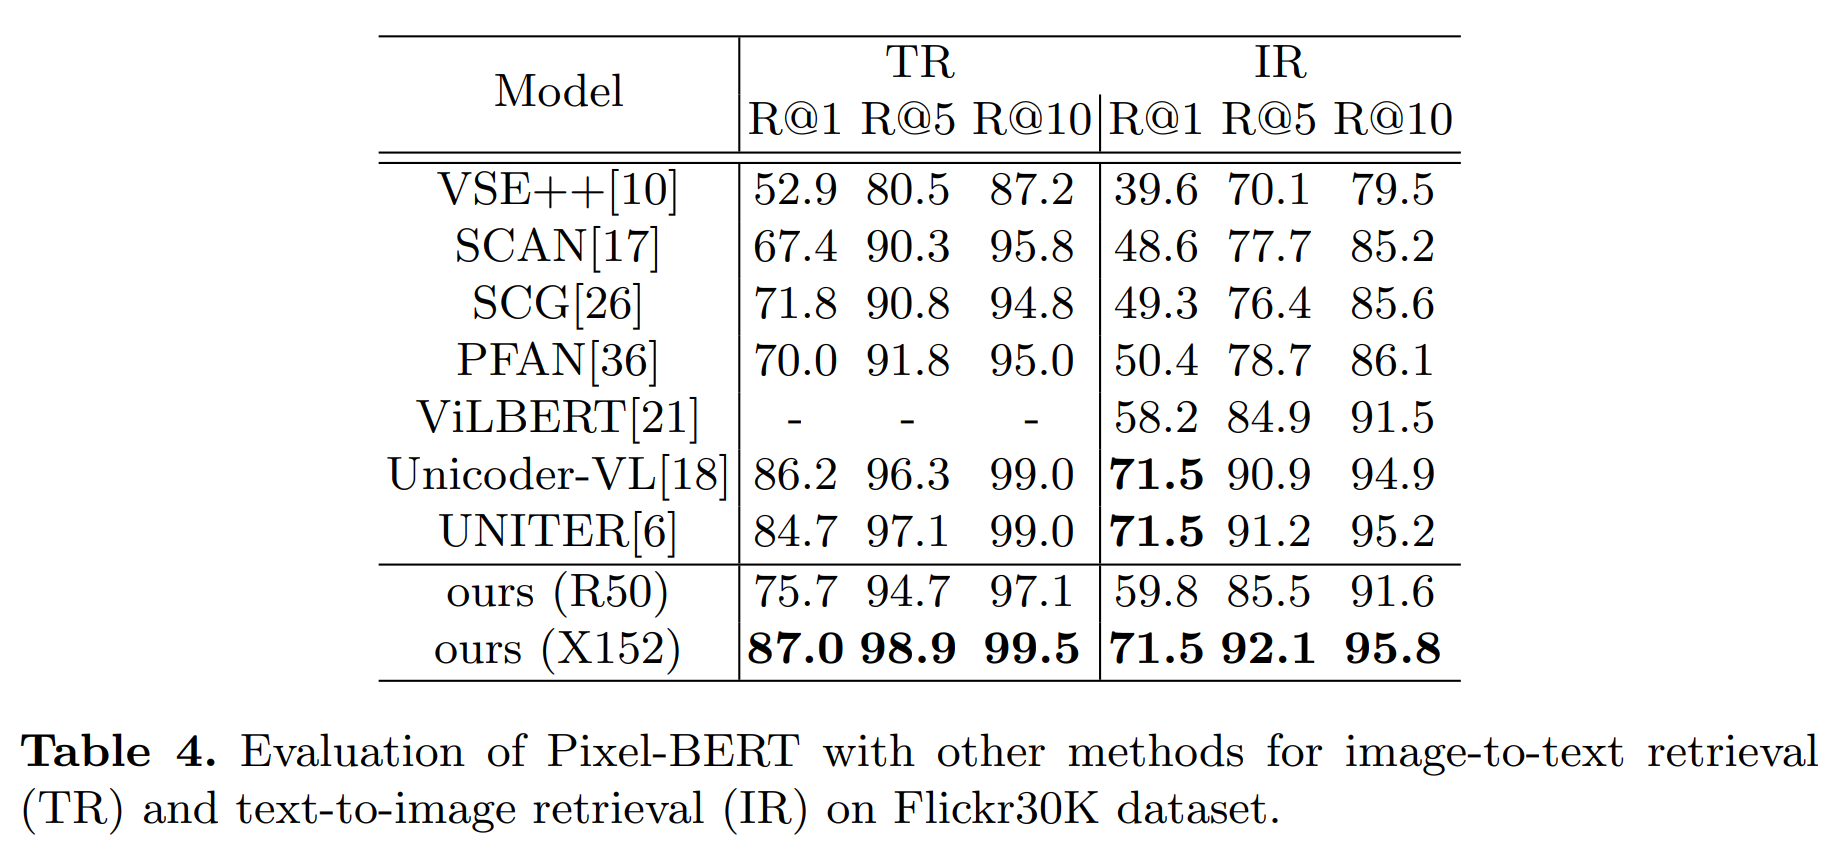 Model TR IR
R@1 R@5 R@10 R@1 R@5 R@10
VSE++[10] 52.9 80.5 87.2 39.6 70.1 79.5
SCAN[17] 67.4 90.3 95.8 48.6 77.7 85.2
SCG[26] 71.8 90.8 94.8 49.3 76.4 85.6
PFAN[36] 70.0 91.8 95.0 50.4 78.7 86.1
ViLBERT[21] - - - 58.2 84.9 91.5
Unicoder-VL[18] 86.2 96.3 99.0 71.5 90.9 94.9
UNITER[6] 84.7 97.1 99.0 71.5 91.2 95.2
ours (R50) 75.7 94.7 97.1 59.8 85.5 91.6
ours (X152) 87.0 98.9 99.5 71.5 92.1 95.8
Table 4. Evaluation of Pixel-BERT with other methods for image-to-text retrieval
(TR) and text-to-image retrieval (IR) on Flickr30K dataset.